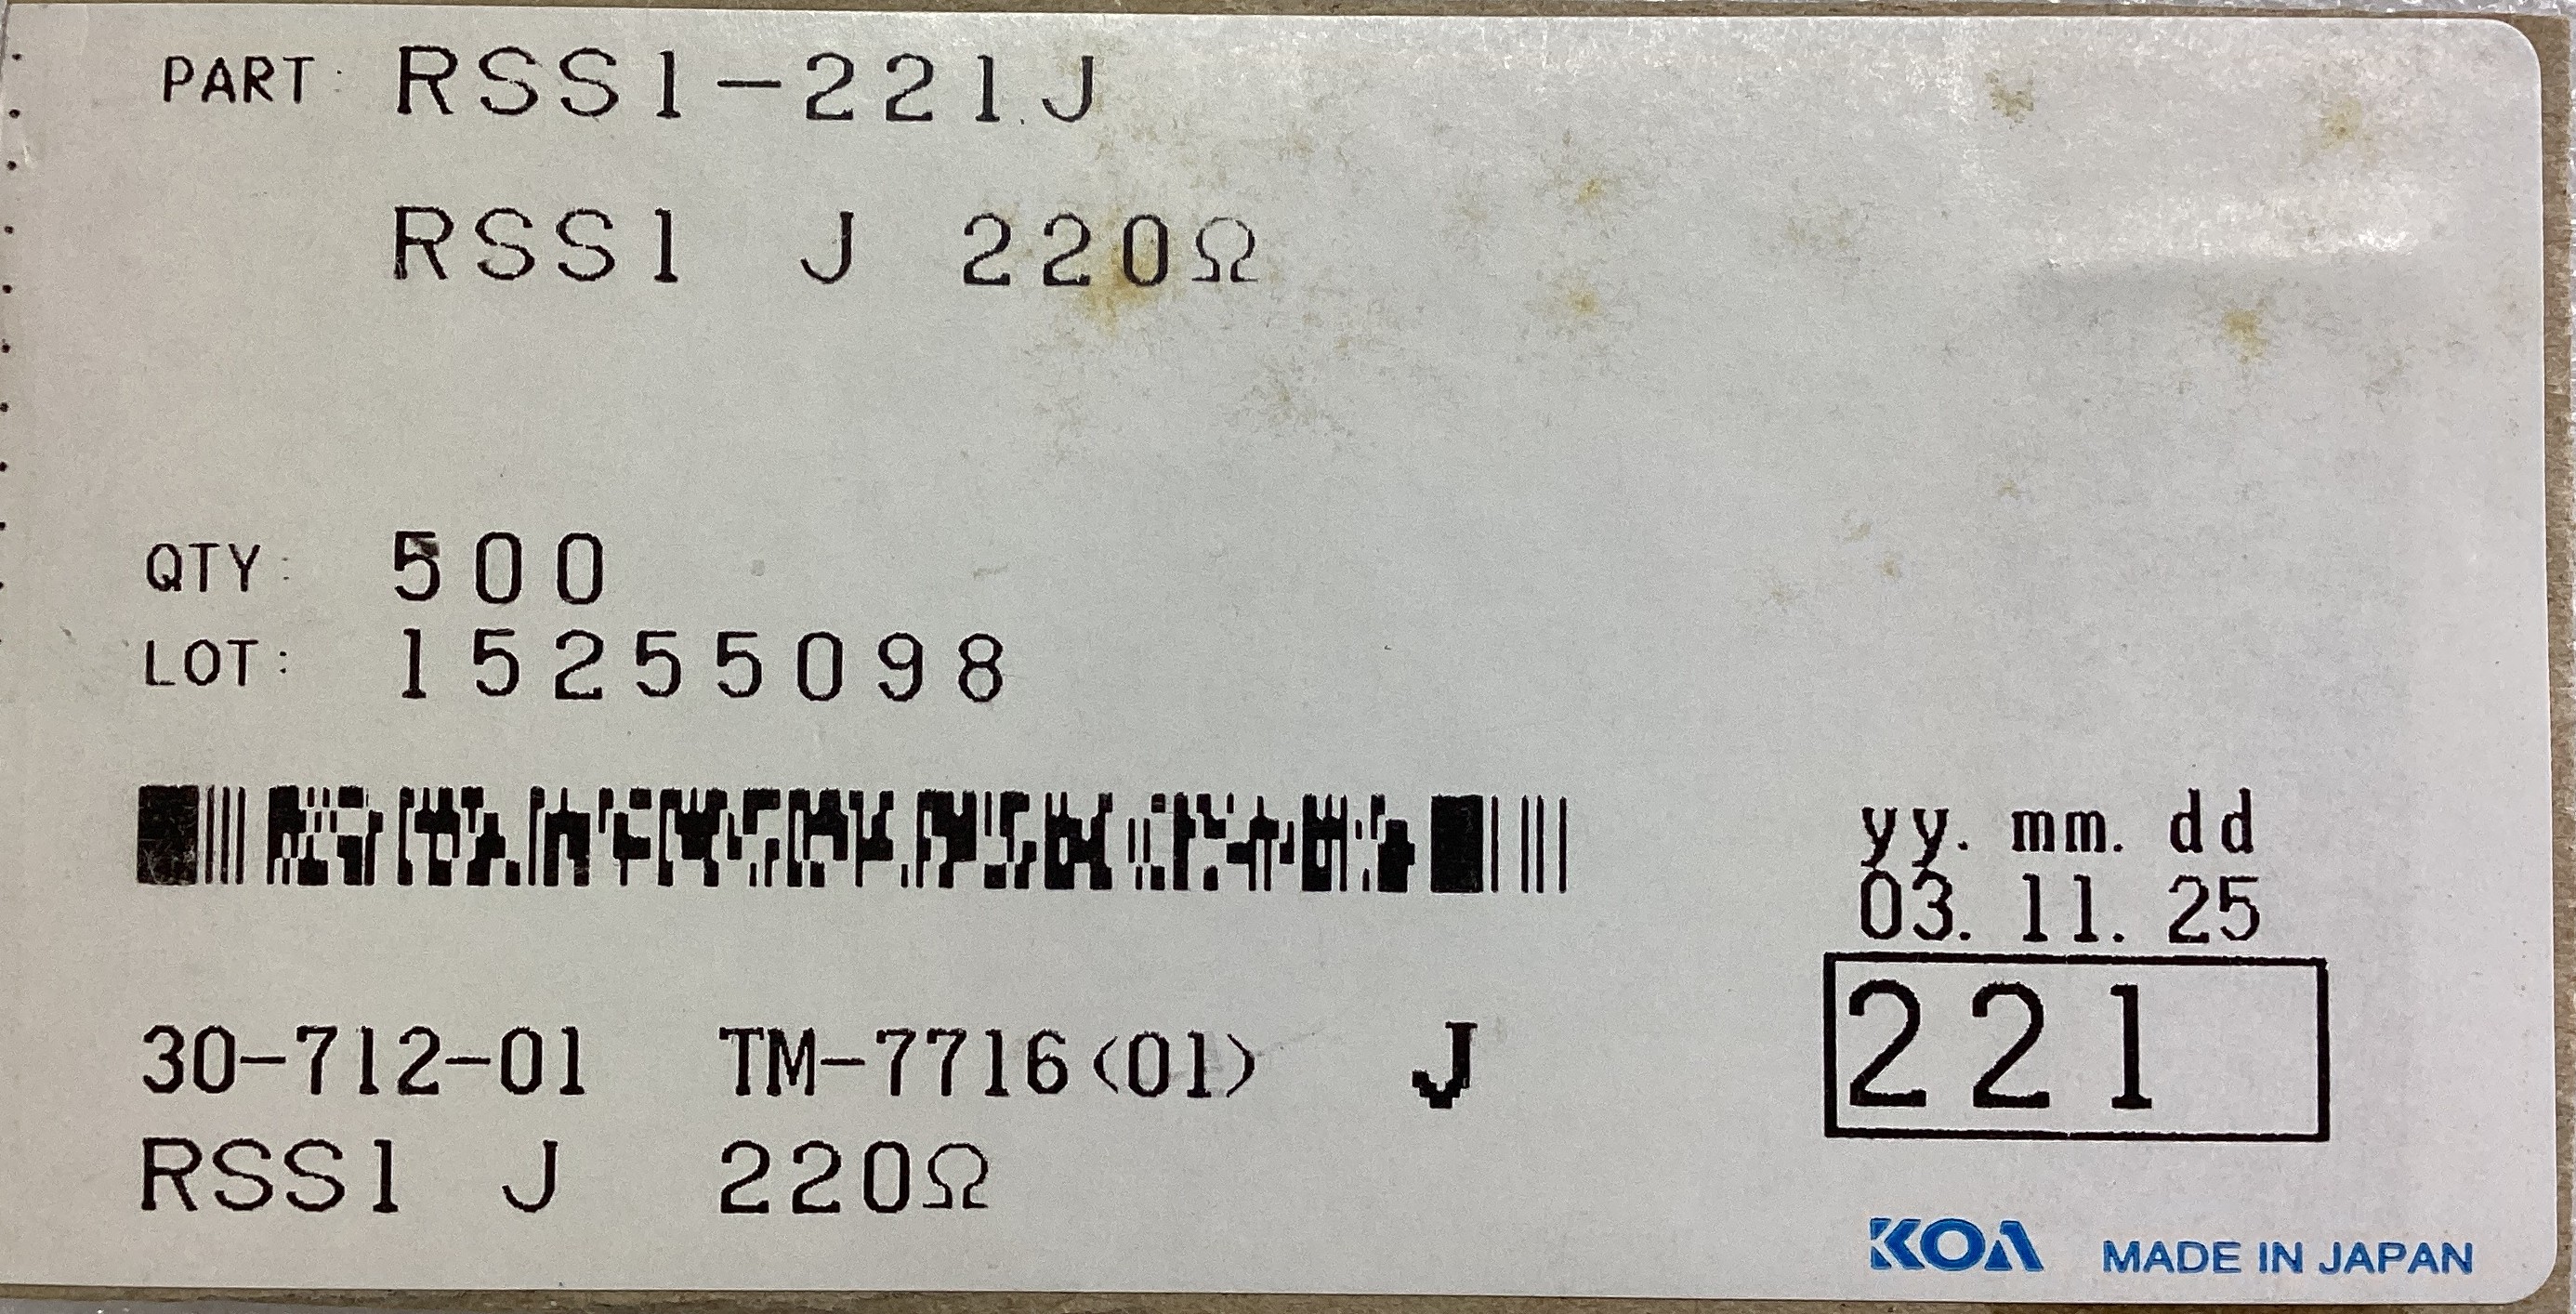 PART: RSS1-221J
RSS1 J 220Ω
QTY: 500
LOT: 15255098
yy. mm. dd
03. 11. 25
221
30-712-01 TM-7716(01) J
RSS1 J 220Ω
KOA MADE IN JAPAN